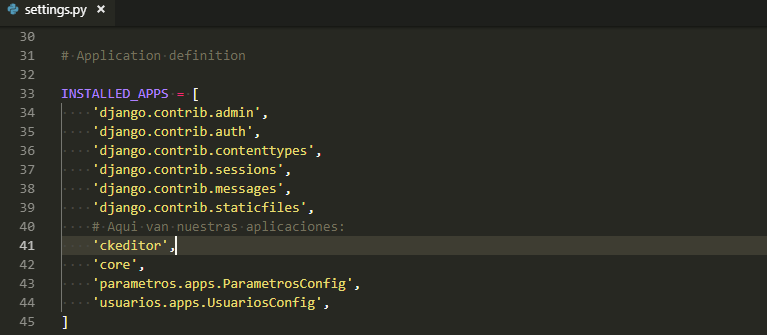 settings.py ×
30
31 # Application definition
32
33 INSTALLED_APPS = [
34 'django.contrib.admin',
35 'django.contrib.auth',
36 'django.contrib.contenttypes',
37 'django.contrib.sessions',
38 'django.contrib.messages',
39 'django.contrib.staticfiles',
40 # Aqui van nuestras aplicaciones:
41 'ckeditor',
42 'core',
43 'parametros.apps.ParametrosConfig',
44 'usuarios.apps.UsuariosConfig',
45 ]